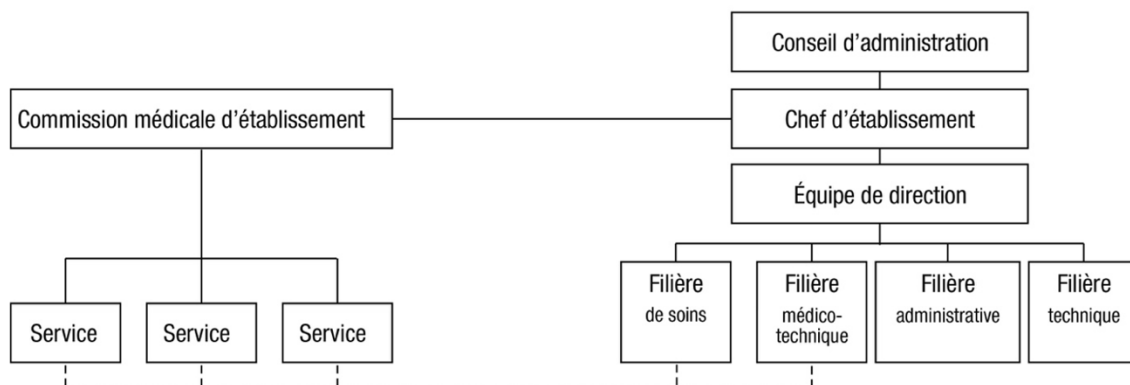 Conseil d’administration
Commission médicale d’établissement
Chef d’établissement
Équipe de direction
Filière
de soins
Filière
médico-
technique
Filière
administrative
Filière
technique
Service
Service
Service